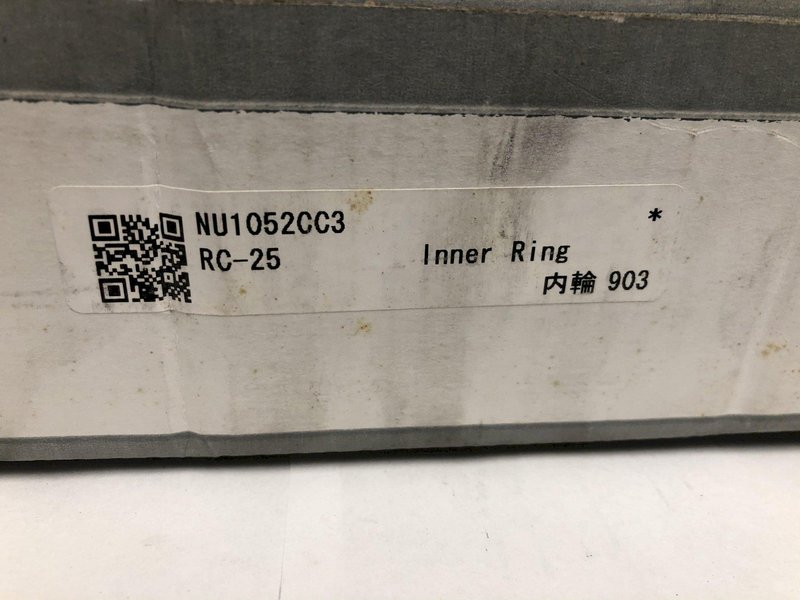 NU1052CC3 *
RC-25 Inner Ring
内輪 903